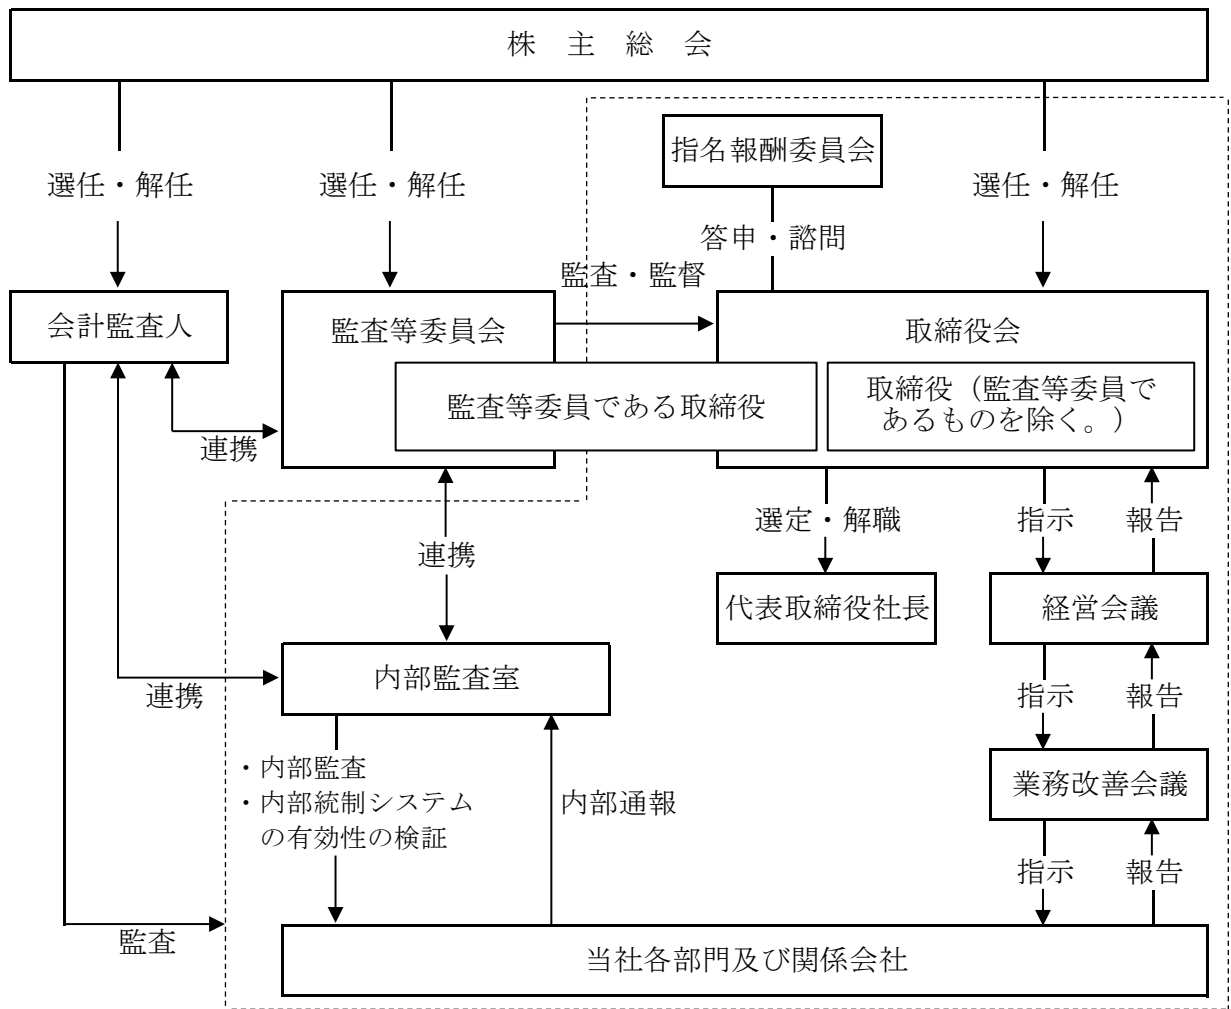 株 主 総 会
指名報酬委員会
選任・解任
選任・解任
選任・解任
答申・諮問
監査・監督
会計監査人
監査等委員会
取締役会
監査等委員である取締役
取締役（監査等委員で
あるものを除く。）
連携
選定・解職
指示
報告
連携
代表取締役社長
経営会議
内部監査室
連携
指示
報告
・内部監査
・内部統制システム
の有効性の検証
内部通報
業務改善会議
指示
報告
監査
当社各部門及び関係会社